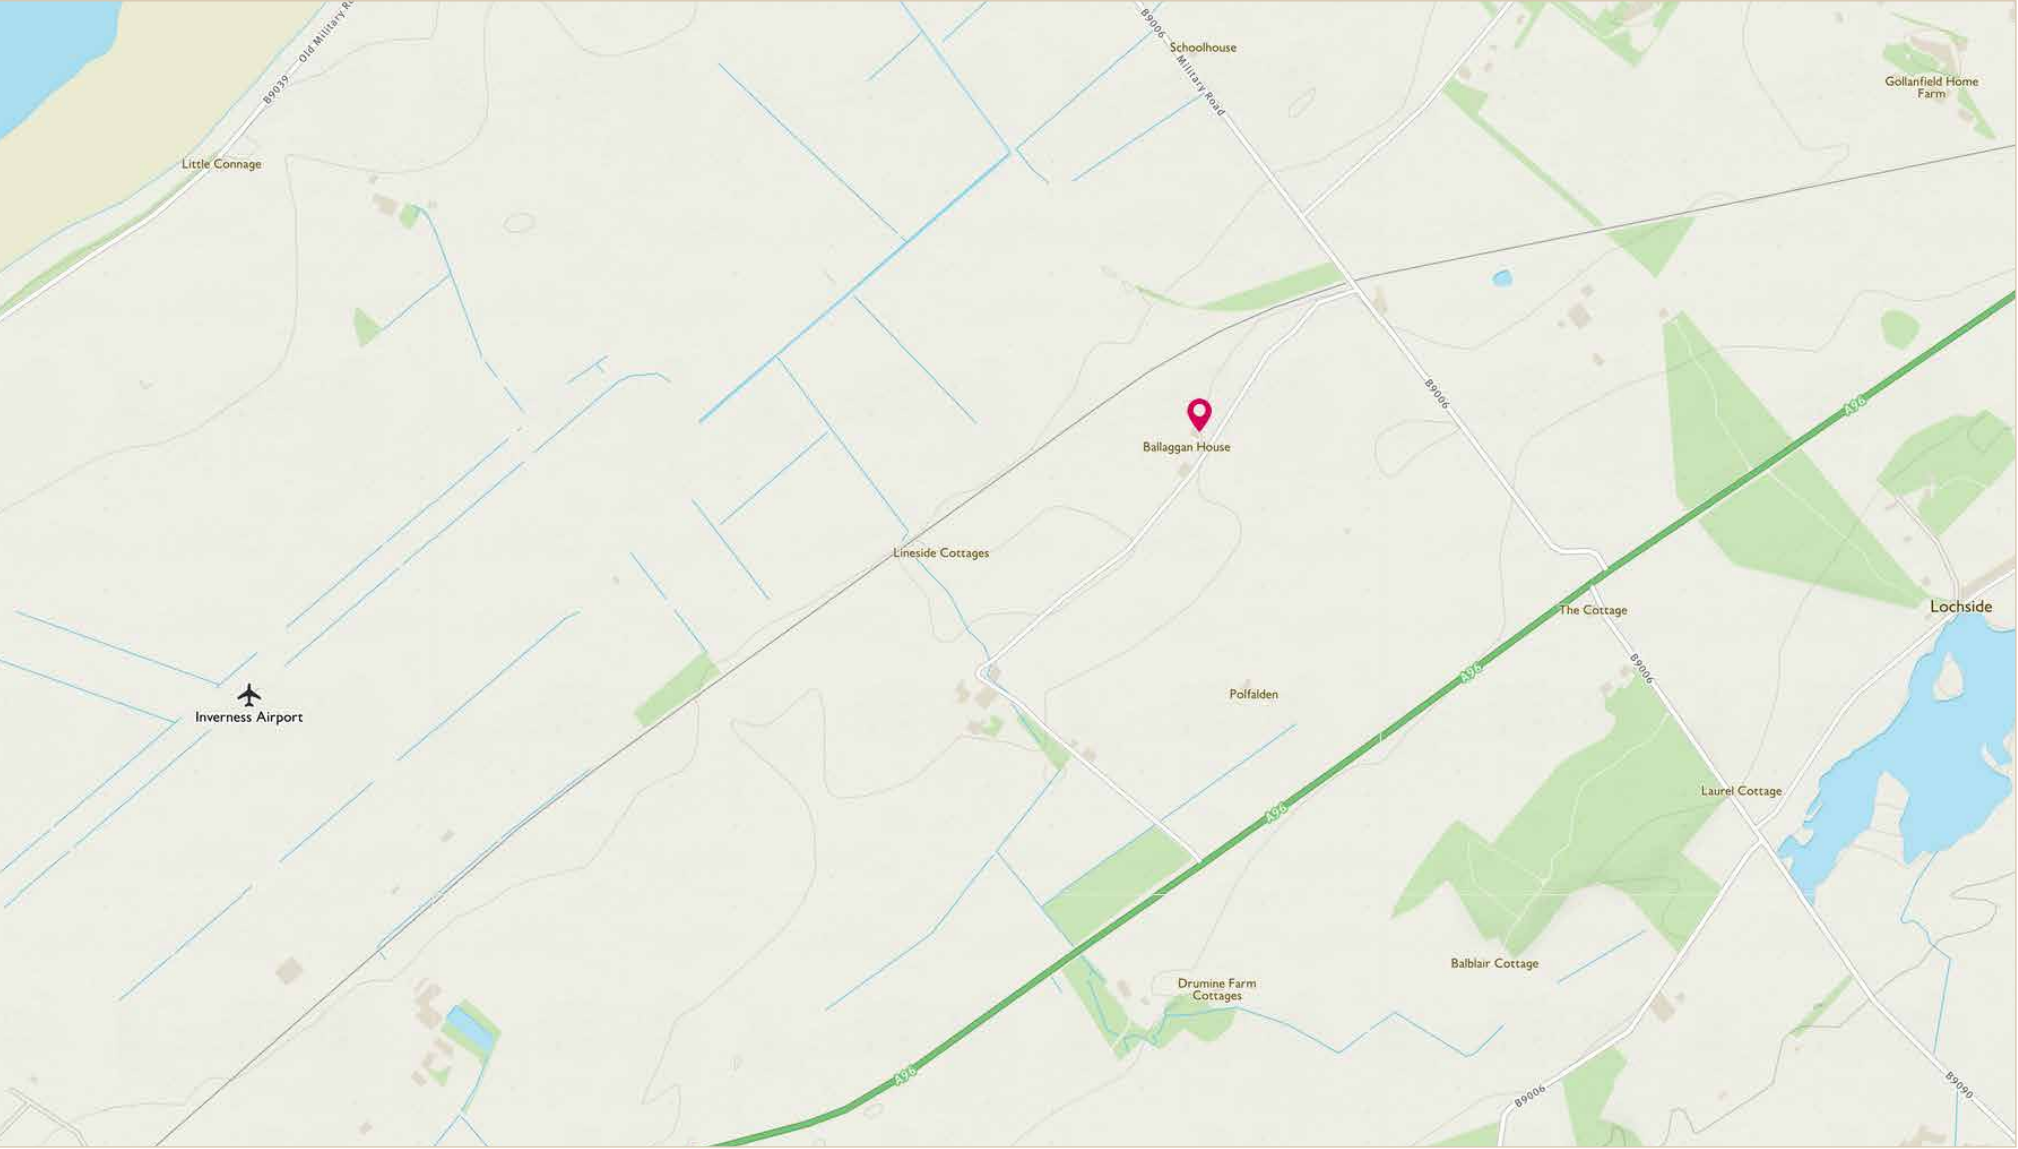 B9006
Military Road
Schoolhouse
Old Military R
B9039
Gollanfield Home
Farm
Little Connage
B9006
A96
Ballaggan House
Lineside Cottages
The Cottage
Lochside
B9006
A96
Polfalden
Inverness Airport
Laurel Cottage
A96
Balblair Cottage
Drumine Farm
Cottages
A96
B9006
B9090